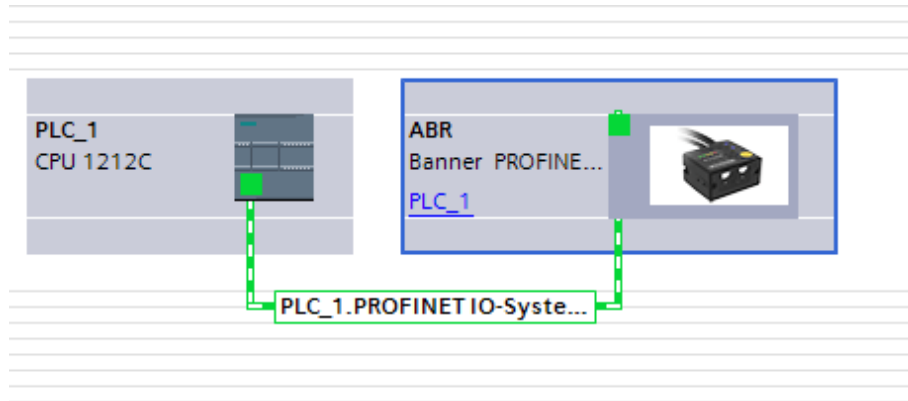 PLC_1
CPU 1212C
ABR
Banner PROFINE...
PLC_1
PLC_1.PROFINET IO-Syste...